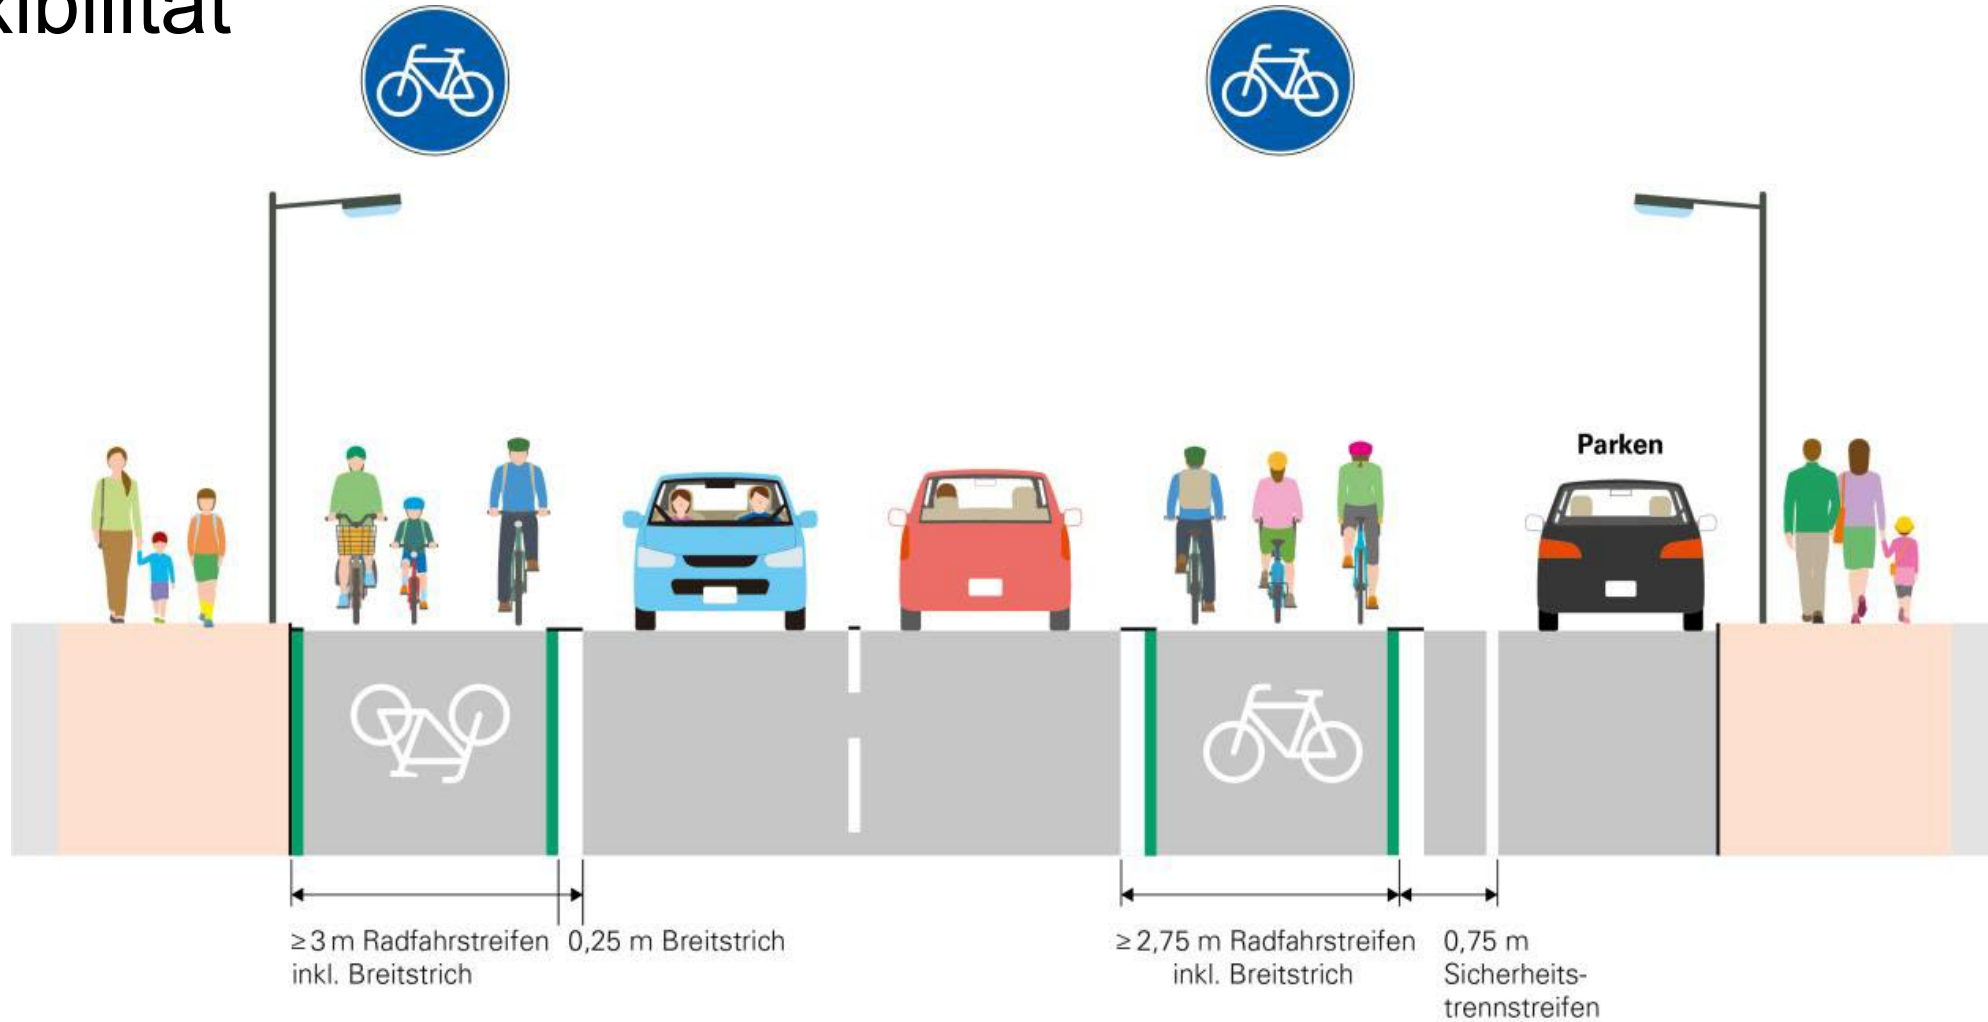 xibilität
Parken
≥ 3 m Radfahrstreifen
inkl. Breitstrich
0,25 m Breitstrich
≥ 2,75 m Radfahrstreifen
inkl. Breitstrich
0,75 m
Sicherheits-
trennstreifen